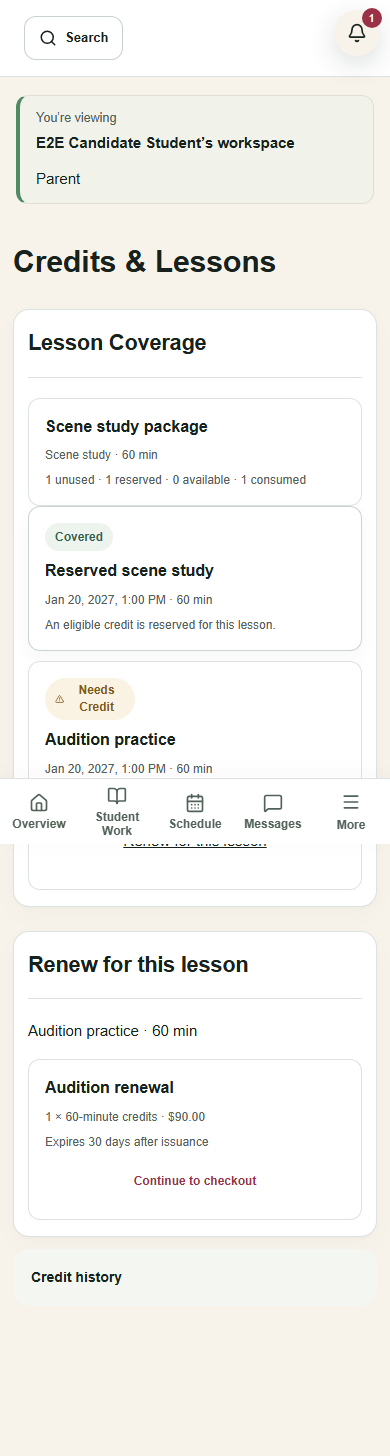 Search
1
You're viewing
E2E Candidate Student's workspace
Parent
Credits & Lessons
Lesson Coverage
Scene study package
Scene study · 60 min
1 unused · 1 reserved · 0 available · 1 consumed
Covered
Reserved scene study
Jan 20, 2027, 1:00 PM · 60 min
An eligible credit is reserved for this lesson.
Needs
Credit
Audition practice
Jan 20, 2027, 1:00 PM · 60 min
Overview
Student
Work
Schedule
Messages
More
Renew for this lesson
Renew for this lesson
Audition practice · 60 min
Audition renewal
1 × 60-minute credits · $90.00
Expires 30 days after issuance
Continue to checkout
Credit history